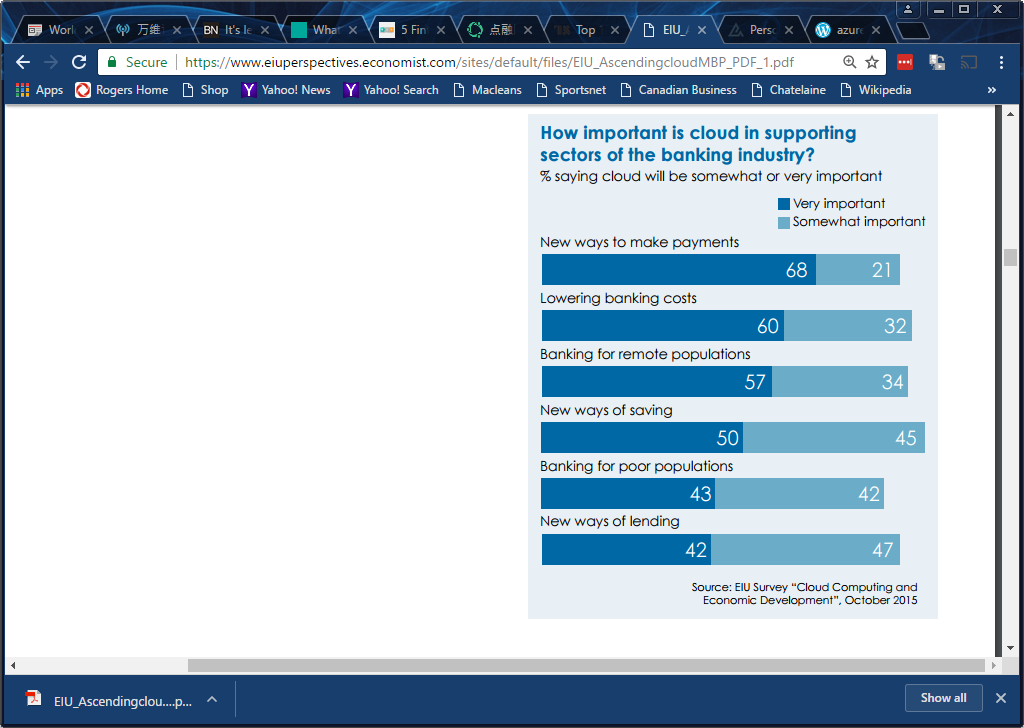 Worl
万维
BN It's le
What
5 Fin
点融
Top
EIU_
Persc
azure
Secure
https://www.eiuperspectives.economist.com/sites/default/files/EIU_AscendingcloudMBP_PDF_1.pdf
Apps
Rogers Home
Shop
Yahoo! News
Yahoo! Search
Macleans
Sportsnet
Canadian Business
Chatelaine
Wikipedia
»
How important is cloud in supporting
sectors of the banking industry?
% saying cloud will be somewhat or very important
Very important
Somewhat important
New ways to make payments
68 21
Lowering banking costs
60 32
Banking for remote populations
57 34
New ways of saving
50 45
Banking for poor populations
43 42
New ways of lending
42 47
Source: EIU Survey “Cloud Computing and
Economic Development”, October 2015
EIU_Ascendingclou....p...
Show all